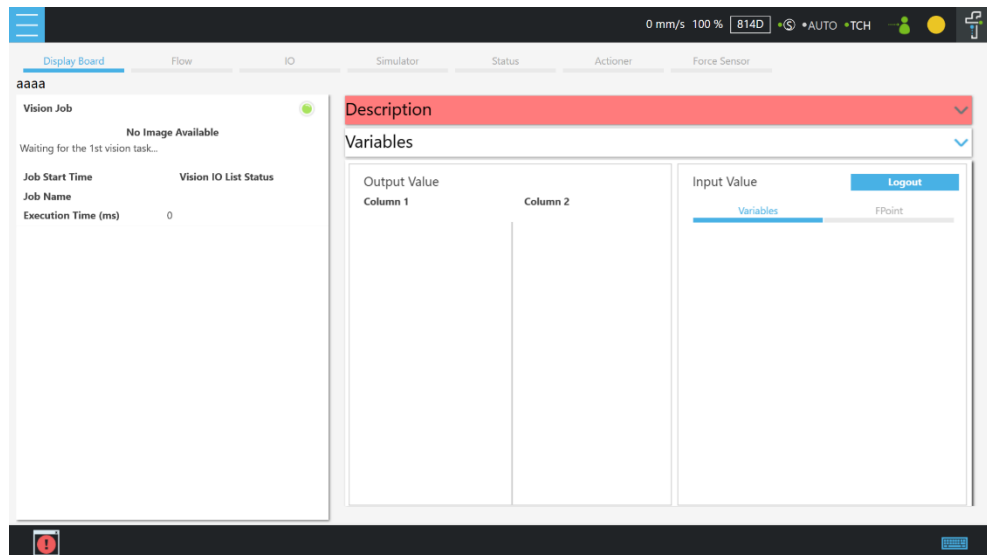 0 mm/s 100 % 814D •Ⓢ •AUTO •TCH
Display Board Flow IO Simulator Status Actioner Force Sensor
aaaa
Vision Job
No Image Available
Waiting for the 1st vision task...
Job Start Time Vision IO List Status
Job Name
Execution Time (ms) 0
Description
Variables
Output Value
Column 1 Column 2
Input Value Logout
Variables FPoint